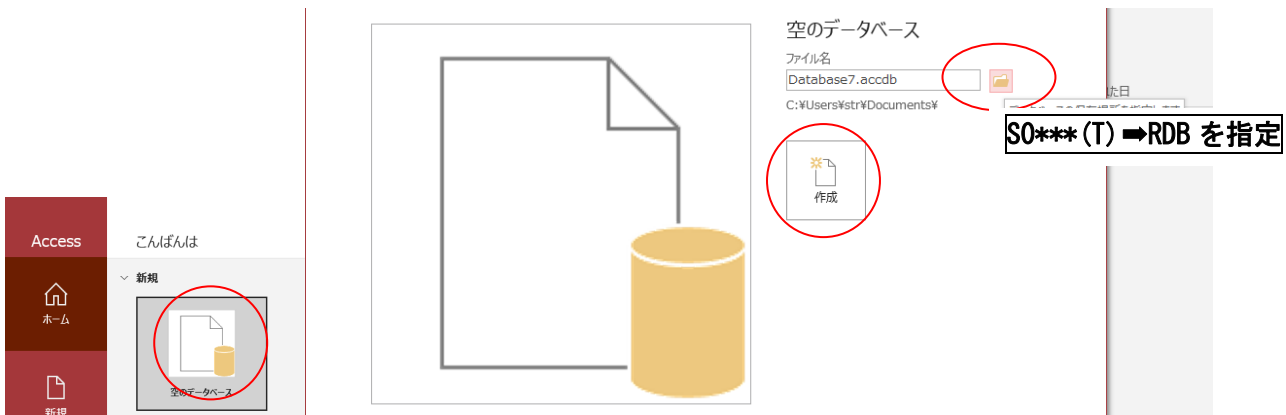 Access
ホーム
新規
こんばんは
新規
空のデータベース
空のデータベース
ファイル名
Database7.accdb
C:¥Users¥str¥Documents¥
作成
た日
SO***(T)➡RDB を指定